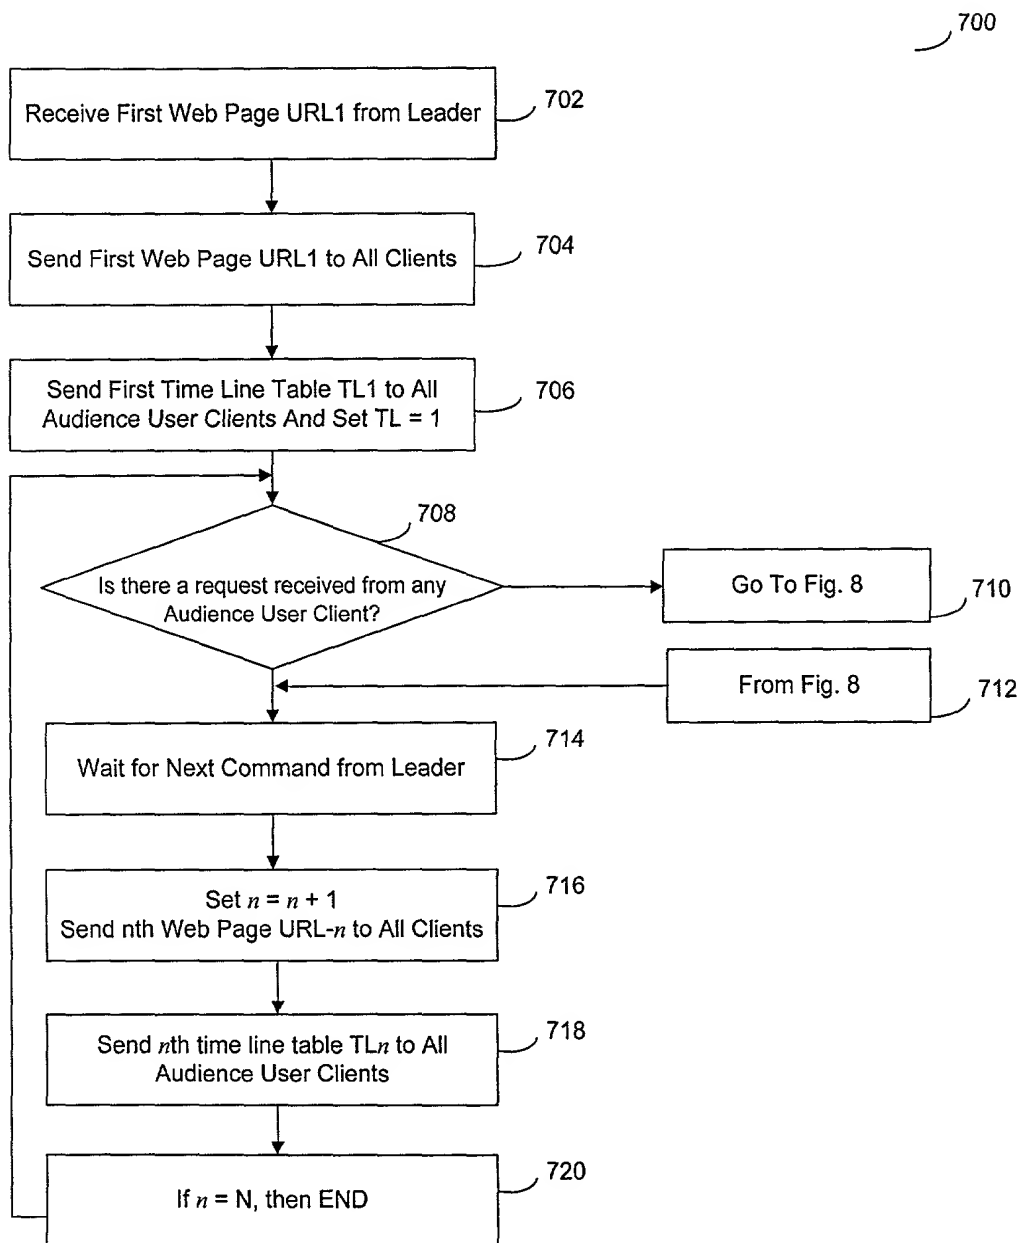 700
Receive First Web Page URL1 from Leader
702
Send First Web Page URL1 to All Clients
704
Send First Time Line Table TL1 to All
Audience User Clients And Set TL = 1
706
708
Is there a request received from any
Audience User Client?
Go To Fig. 8
710
From Fig. 8
712
Wait for Next Command from Leader
714
Set n = n + 1
Send nth Web Page URL-n to All Clients
716
Send nth time line table TLn to All
Audience User Clients
718
If n = N, then END
720